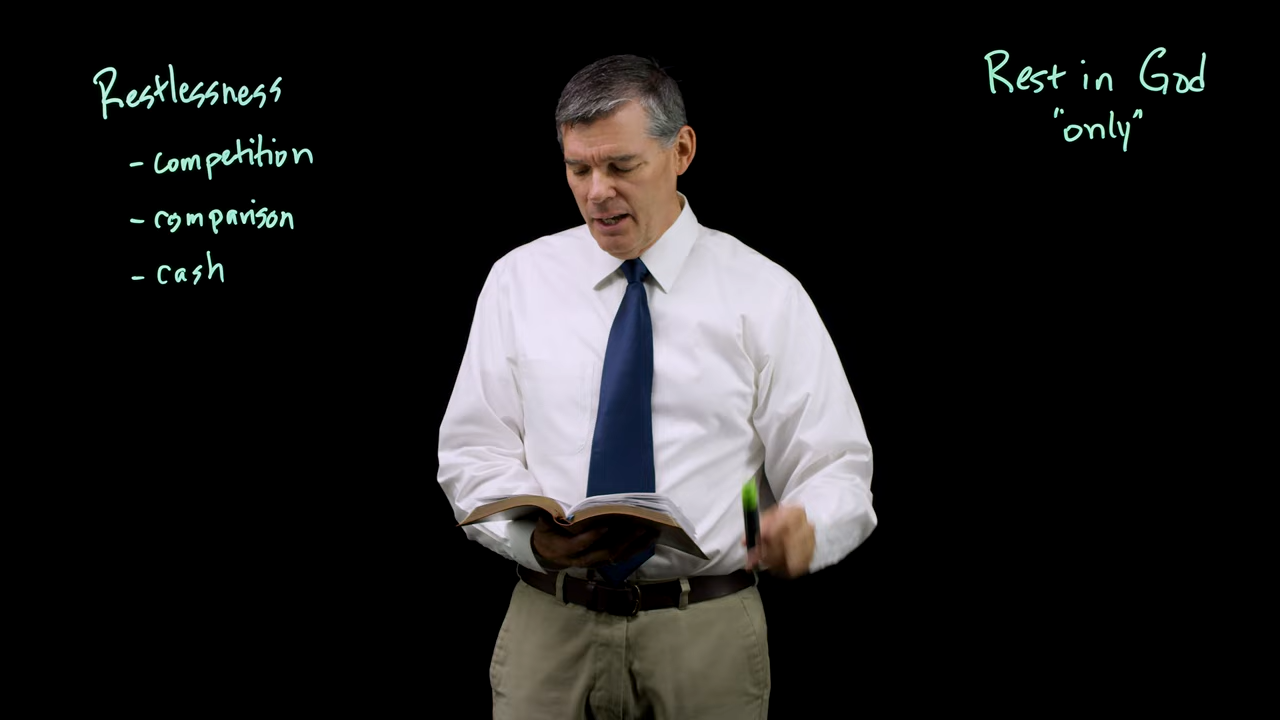 Restlessness
- competition
- comparison
- cash
Rest in God
"only"